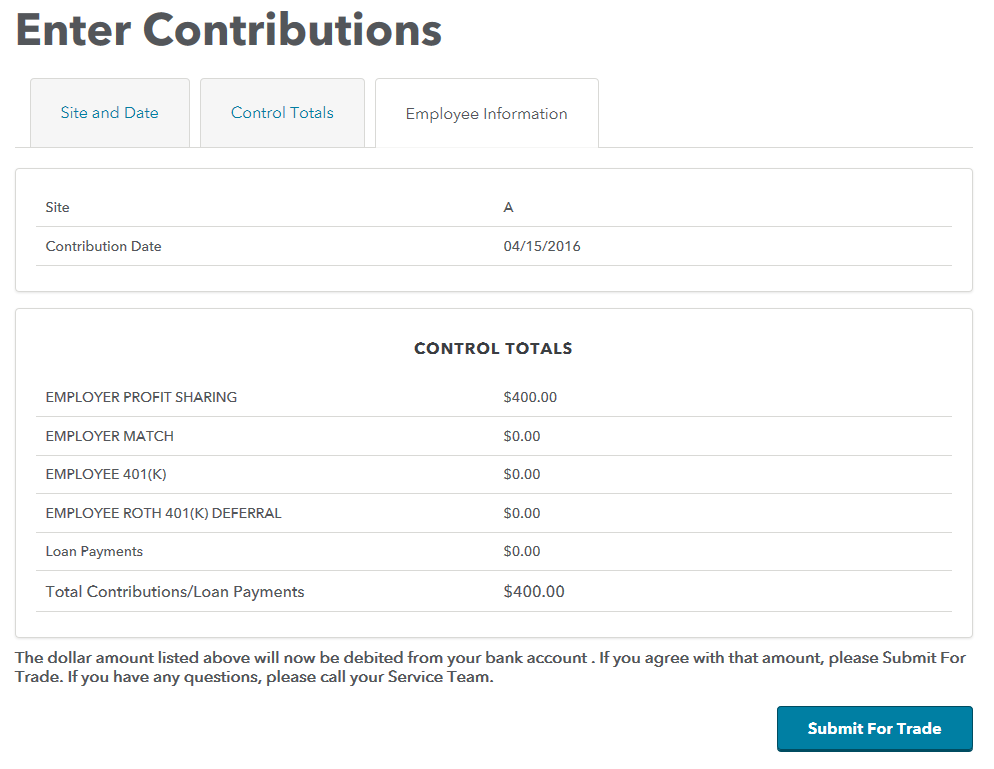 Enter Contributions
Site and Date
Control Totals
Employee Information
Site A
Contribution Date 04/15/2016
CONTROL TOTALS
EMPLOYER PROFIT SHARING $400.00
EMPLOYER MATCH $0.00
EMPLOYEE 401(K) $0.00
EMPLOYEE ROTH 401(K) DEFERRAL $0.00
Loan Payments $0.00
Total Contributions/Loan Payments $400.00
The dollar amount listed above will now be debited from your bank account . If you agree with that amount, please Submit For
Trade. If you have any questions, please call your Service Team.
Submit For Trade